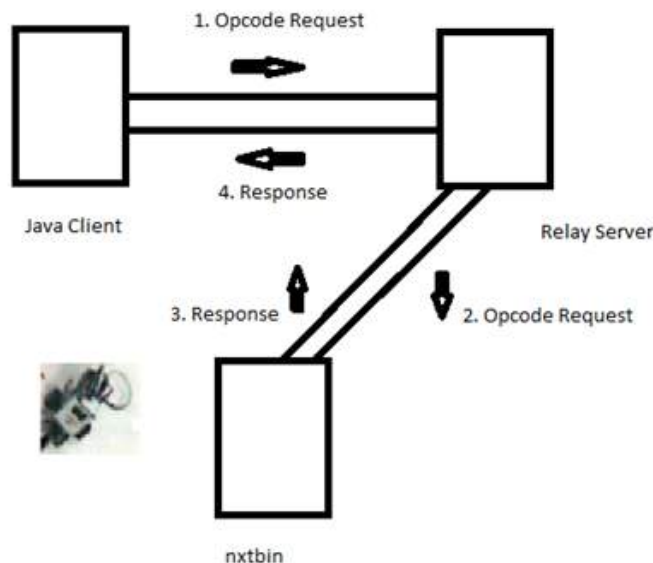 1. Opcode Request
4. Response
Java Client
Relay Server
3. Response
2. Opcode Request
nxtbin